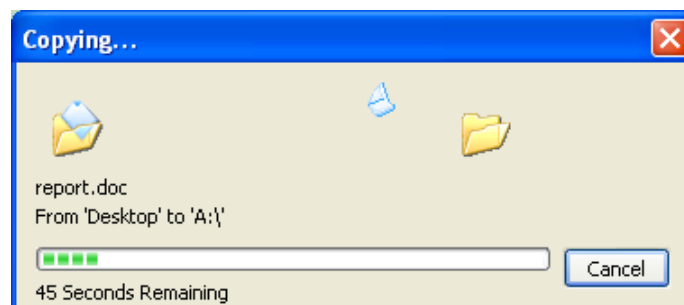 Copying...
report.doc
From 'Desktop' to 'A:\'
Cancel
45 Seconds Remaining